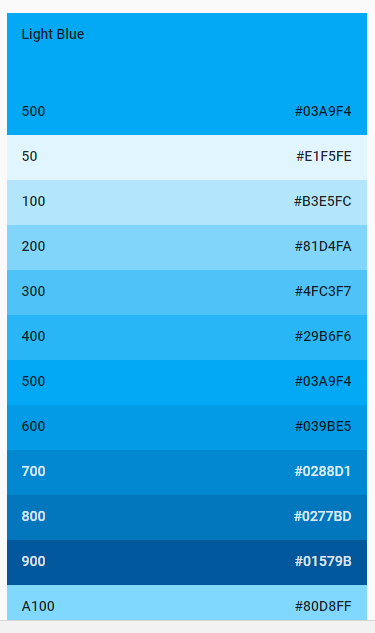 Light Blue
500 #03A9F4
50 #E1F5FE
100 #B3E5FC
200 #81D4FA
300 #4FC3F7
400 #29B6F6
500 #03A9F4
600 #039BE5
700 #0288D1
800 #0277BD
900 #01579B
A100 #80D8FF